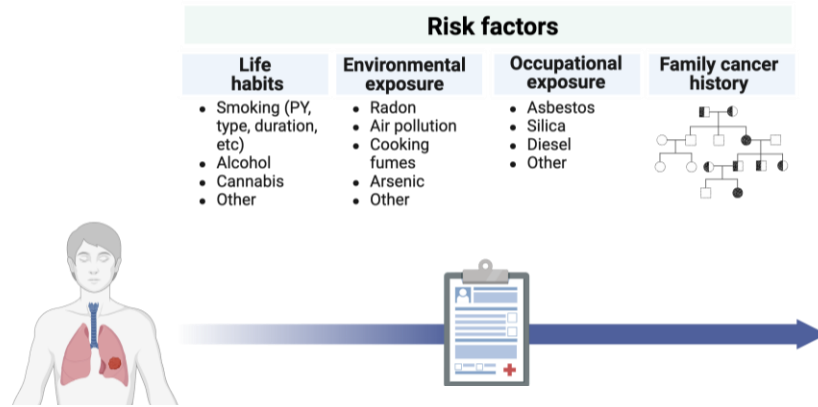 Risk factors
Life
habits
• Smoking (PY,
type, duration,
etc)
• Alcohol
• Cannabis
• Other
Environmental
exposure
• Radon
• Air pollution
• Cooking
fumes
• Arsenic
• Other
Occupational
exposure
• Asbestos
• Silica
• Diesel
• Other
Family cancer
history